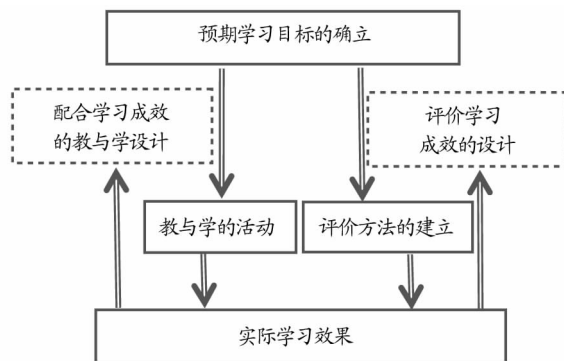 预期学习目标的确立
配合学习成效
的教与学设计
评价学习
成效的设计
教与学的活动
评价方法的建立
实际学习效果